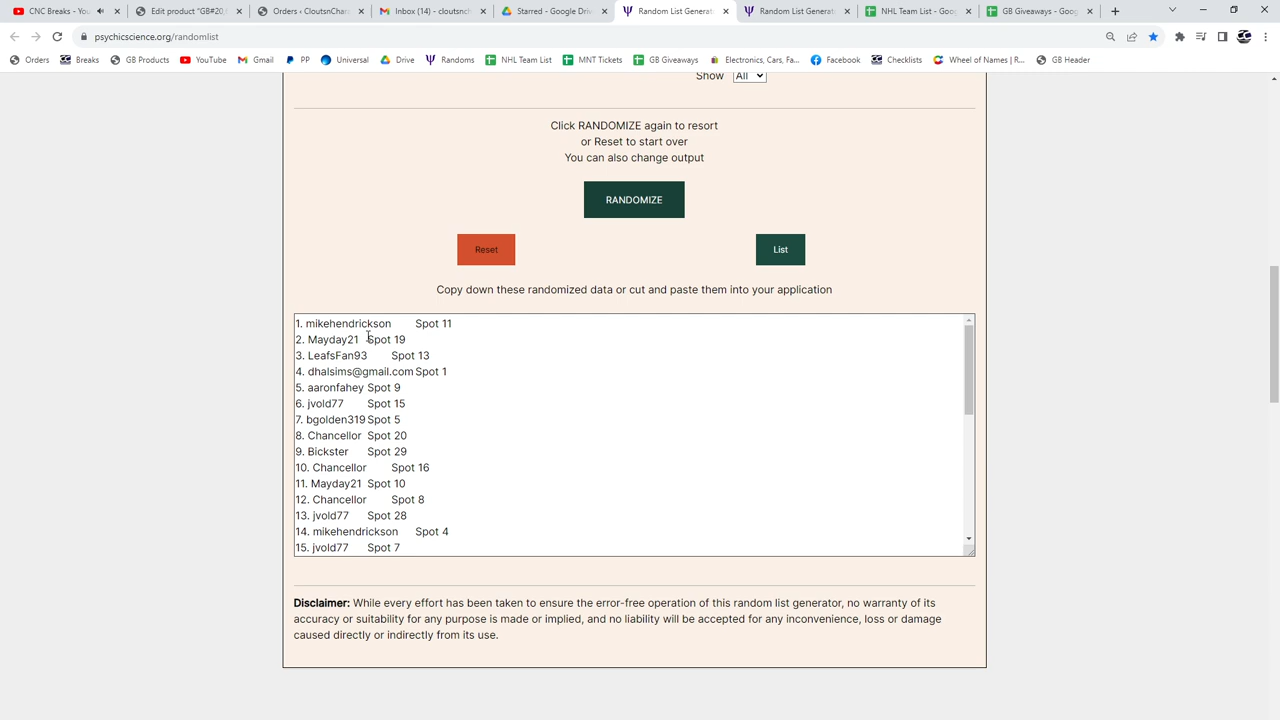 CNC Breaks - You
Edit product "GB#20,
Orders ‹ CloutsnChar
Inbox (14) - cloutsnch
Starred - Google Driv
Random List Generat
Random List Generat
NHL Team List - Goo
GB Giveaways - Goog
psychicscience.org/randomlist
Orders
Breaks
GB Products
YouTube
Gmail
PP
Universal
Drive
Randoms
NHL Team List
MNT Tickets
GB Giveaways
Electronics, Cars, Fa...
Facebook
Checklists
Wheel of Names | R...
GB Header
Show All
Click RANDOMIZE again to resort
or Reset to start over
You can also change output
RANDOMIZE
Reset
List
Copy down these randomized data or cut and paste them into your application
1. mikehendrickson Spot 11
2. Mayday21 Spot 19
3. LeafsFan93 Spot 13
4. dhalsims@gmail.com Spot 1
5. aaronfahey Spot 9
6. jvold77 Spot 15
7. bgolden319 Spot 5
8. Chancellor Spot 20
9. Bickster Spot 29
10. Chancellor Spot 16
11. Mayday21 Spot 10
12. Chancellor Spot 8
13. jvold77 Spot 28
14. mikehendrickson Spot 4
15. jvold77 Spot 7
Disclaimer: While every effort has been taken to ensure the error-free operation of this random list generator, no warranty of its
accuracy or suitability for any purpose is made or implied, and no liability will be accepted for any inconvenience, loss or damage
caused directly or indirectly from its use.